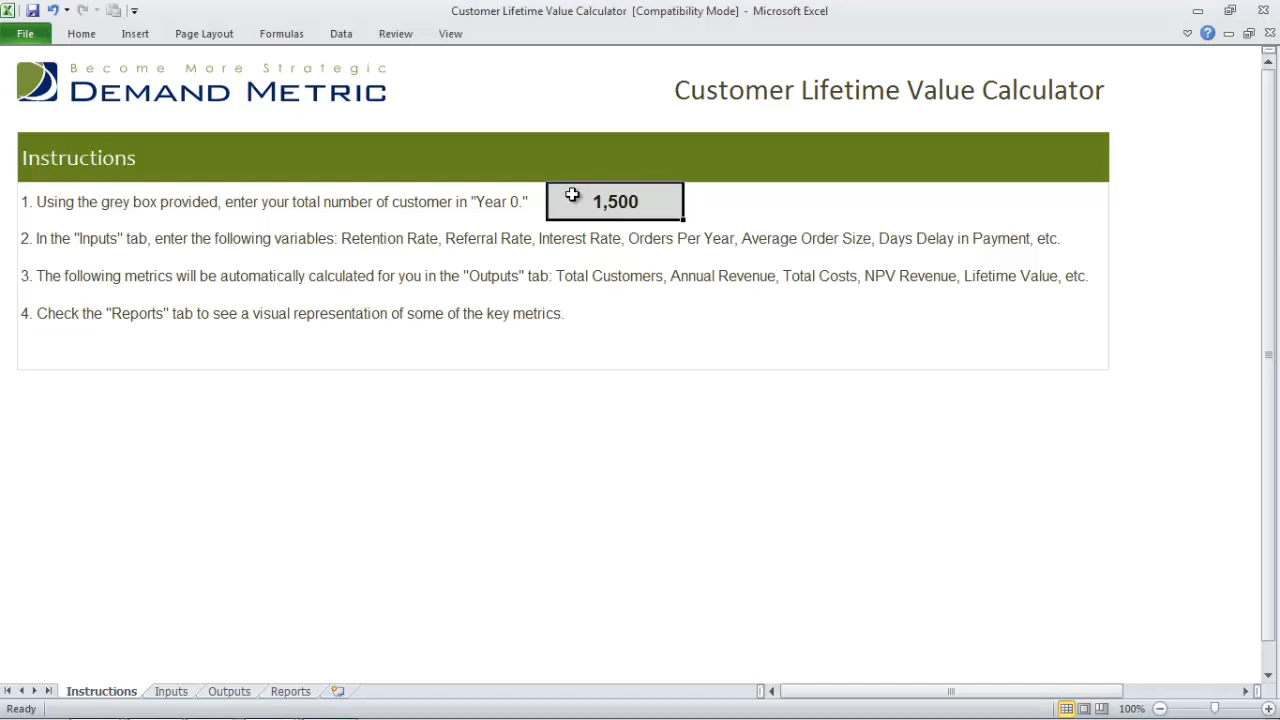 Customer Lifetime Value Calculator [Compatibility Mode] - Microsoft Excel
File Home Insert Page Layout Formulas Data Review View
Become More Strategic
DEMAND METRIC
Customer Lifetime Value Calculator
Instructions
1. Using the grey box provided, enter your total number of customer in "Year 0." 1,500
2. In the "Inputs" tab, enter the following variables: Retention Rate, Referral Rate, Interest Rate, Orders Per Year, Average Order Size, Days Delay in Payment, etc.
3. The following metrics will be automatically calculated for you in the "Outputs" tab: Total Customers, Annual Revenue, Total Costs, NPV Revenue, Lifetime Value, etc.
4. Check the "Reports" tab to see a visual representation of some of the key metrics.
Instructions Inputs Outputs Reports
Ready 100%